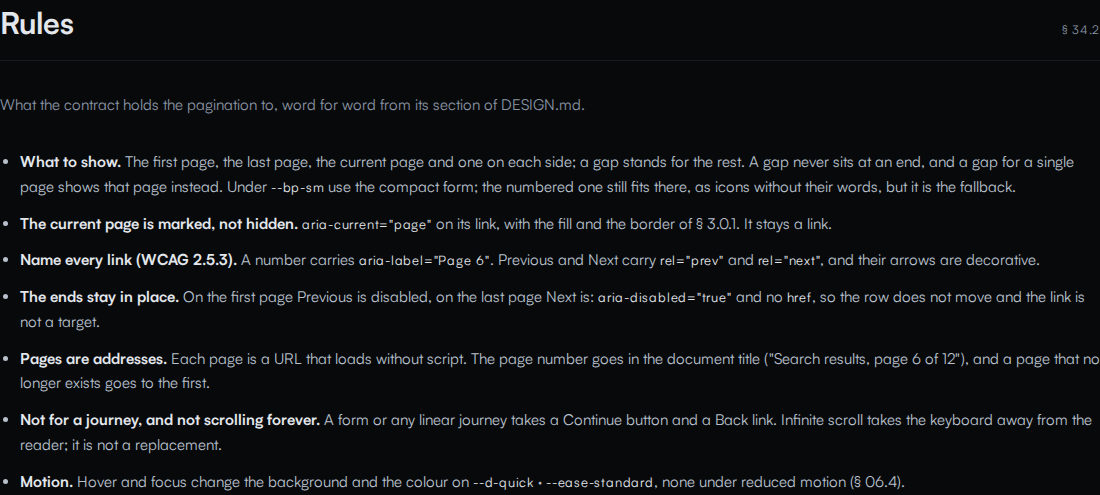 Rules
§ 34.2
What the contract holds the pagination to, word for word from its section of DESIGN.md.
• What to show. The first page, the last page, the current page and one on each side; a gap stands for the rest. A gap never sits at an end, and a gap for a single
page shows that page instead. Under --bp-sm use the compact form; the numbered one still fits there, as icons without their words, but it is the fallback.
• The current page is marked, not hidden. aria-current="page" on its link, with the fill and the border of § 3.0.1. It stays a link.
• Name every link (WCAG 2.5.3). A number carries aria-label="Page 6". Previous and Next carry rel="prev" and rel="next", and their arrows are decorative.
• The ends stay in place. On the first page Previous is disabled, on the last page Next is: aria-disabled="true" and no href, so the row does not move and the link is
not a target.
• Pages are addresses. Each page is a URL that loads without script. The page number goes in the document title ("Search results, page 6 of 12"), and a page that no
longer exists goes to the first.
• Not for a journey, and not scrolling forever. A form or any linear journey takes a Continue button and a Back link. Infinite scroll takes the keyboard away from the
reader; it is not a replacement.
• Motion. Hover and focus change the background and the colour on --d-quick · --ease-standard, none under reduced motion (§ 06.4).